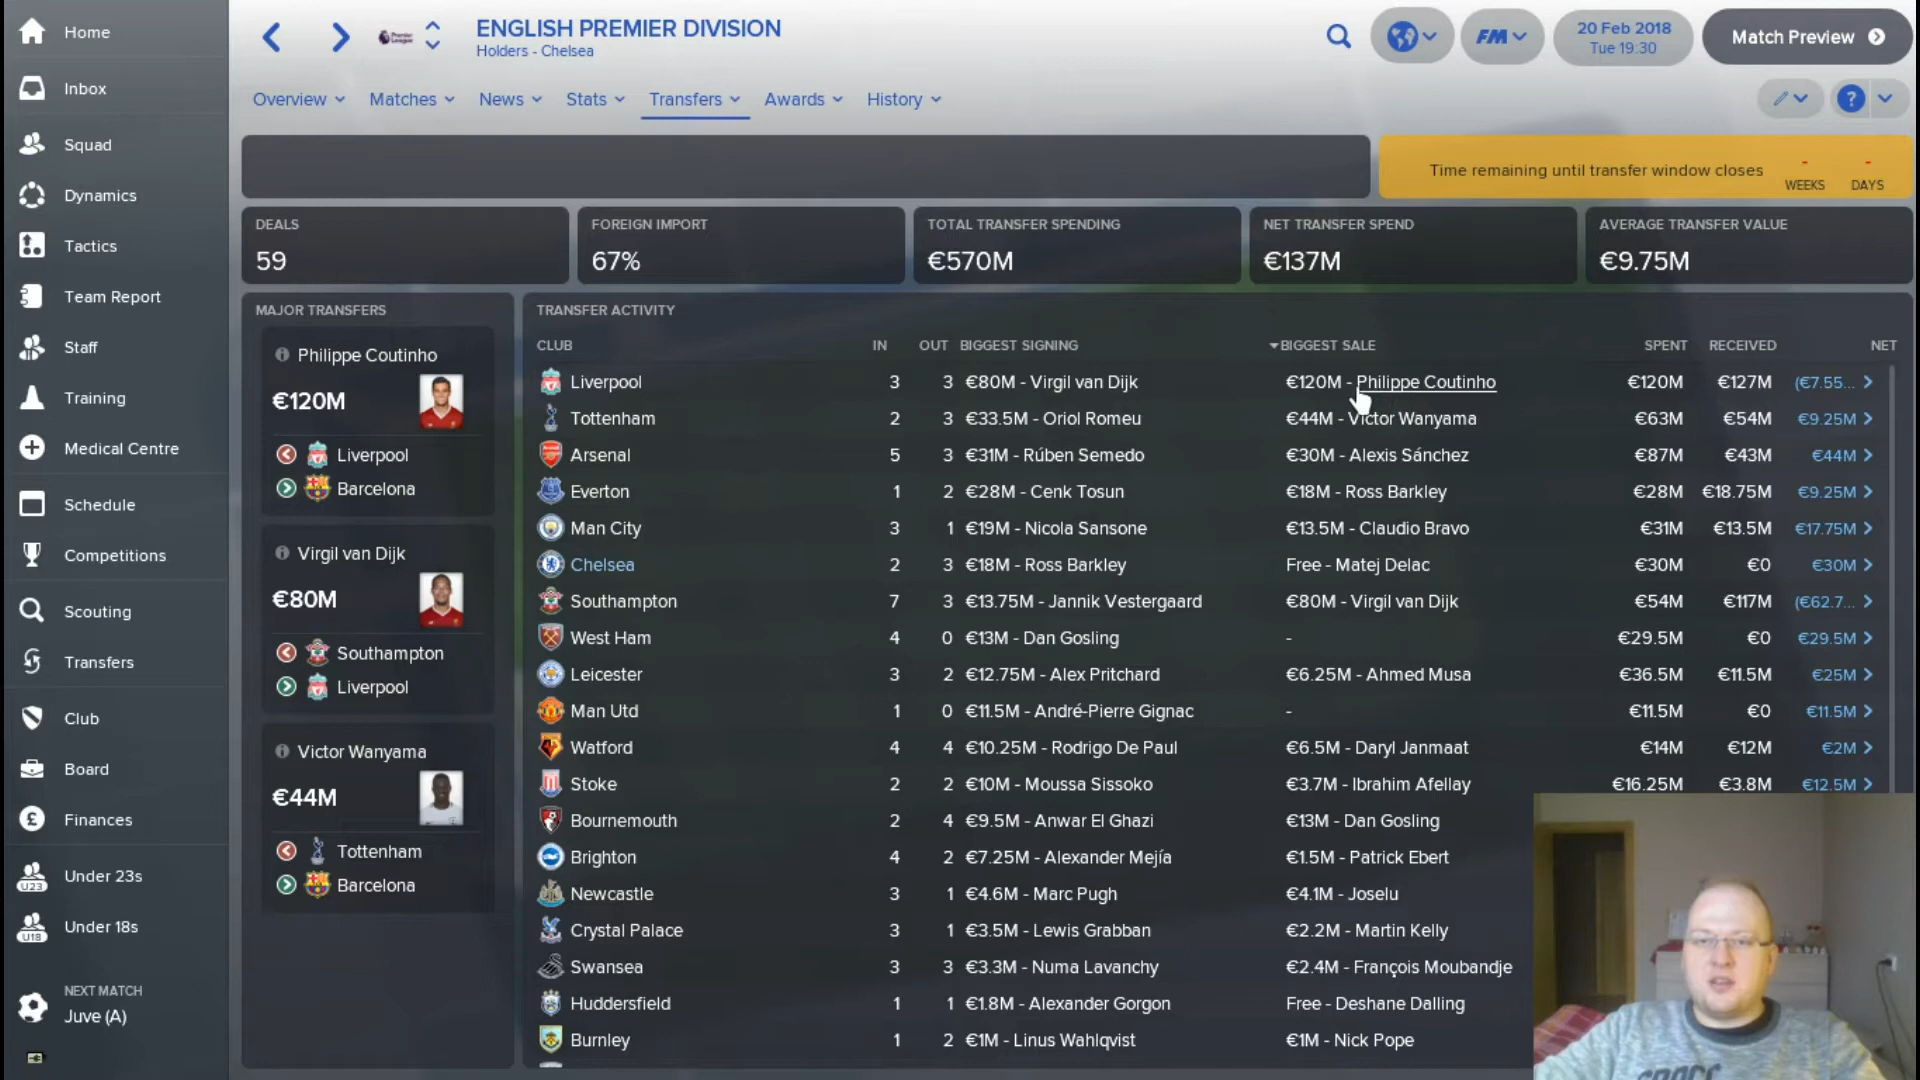 Home
Inbox
Squad
Dynamics
Tactics
Team Report
Staff
Training
Medical Centre
Schedule
Competitions
Scouting
Transfers
Club
Board
Finances
Under 23s
Under 18s
NEXT MATCH
Juve (A)
ENGLISH PREMIER DIVISION
Holders - Chelsea
FM
20 Feb 2018
Tue 19:30
Match Preview
Overview Matches News Stats Transfers Awards History
?
Time remaining until transfer window closes
- WEEKS
- DAYS
DEALS
59
FOREIGN IMPORT
67%
TOTAL TRANSFER SPENDING
€570M
NET TRANSFER SPEND
€137M
AVERAGE TRANSFER VALUE
€9.75M
MAJOR TRANSFERS
Philippe Coutinho
€120M
Liverpool
Barcelona
Virgil van Dijk
€80M
Southampton
Liverpool
Victor Wanyama
€44M
Tottenham
Barcelona
TRANSFER ACTIVITY
CLUB IN OUT BIGGEST SIGNING BIGGEST SALE SPENT RECEIVED NET
Liverpool 3 3 €80M - Virgil van Dijk €120M - Philippe Coutinho €120M €127M (€7.55...
Tottenham 2 3 €33.5M - Oriol Romeu €44M - Victor Wanyama €63M €54M €9.25M
Arsenal 5 3 €31M - Rúben Semedo €30M - Alexis Sánchez €87M €43M €44M
Everton 1 2 €28M - Cenk Tosun €18M - Ross Barkley €28M €18.75M €9.25M
Man City 3 1 €19M - Nicola Sansone €13.5M - Claudio Bravo €31M €13.5M €17.75M
Chelsea 2 3 €18M - Ross Barkley Free - Matej Delac €30M €0 €30M
Southampton 7 3 €13.75M - Jannik Vestergaard €80M - Virgil van Dijk €54M €117M (€62.7...
West Ham 4 0 €13M - Dan Gosling - €29.5M €0 €29.5M
Leicester 3 2 €12.75M - Alex Pritchard €6.25M - Ahmed Musa €36.5M €11.5M €25M
Man Utd 1 0 €11.5M - André-Pierre Gignac - €11.5M €0 €11.5M
Watford 4 4 €10.25M - Rodrigo De Paul €6.5M - Daryl Janmaat €14M €12M €2M
Stoke 2 2 €10M - Moussa Sissoko €3.7M - Ibrahim Afellay €16.25M €3.8M €12.5M
Bournemouth 2 4 €9.5M - Anwar El Ghazi €13M - Dan Gosling
Brighton 4 2 €7.25M - Alexander Mejía €1.5M - Patrick Ebert
Newcastle 3 1 €4.6M - Marc Pugh €4.1M - Joselu
Crystal Palace 3 1 €3.5M - Lewis Grabban €2.2M - Martin Kelly
Swansea 3 3 €3.3M - Numa Lavanchy €2.4M - François Moubandje
Huddersfield 1 1 €1.8M - Alexander Gorgon Free - Deshane Dalling
Burnley 1 2 €1M - Linus Wahlqvist €1M - Nick Pope